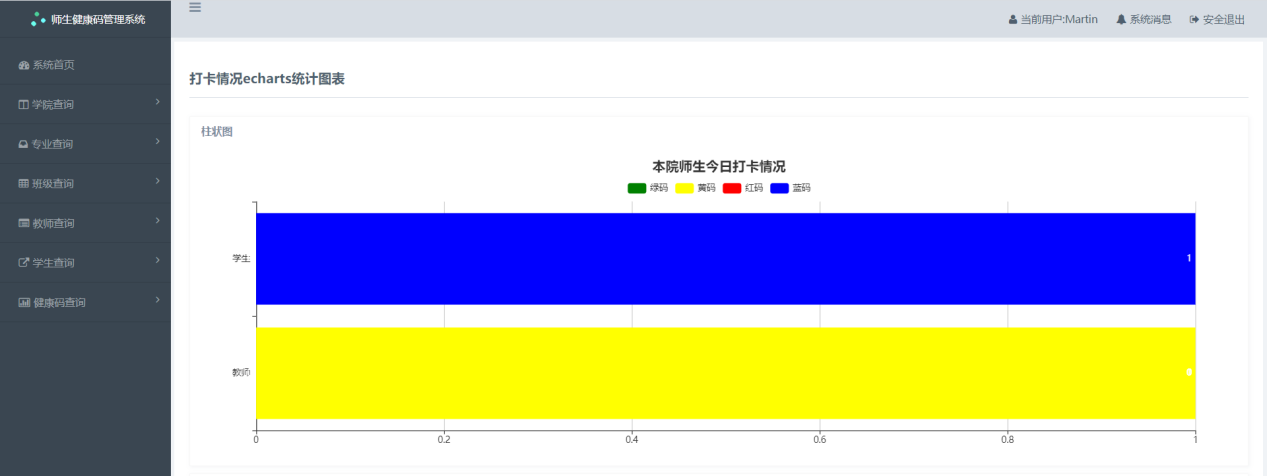 师生健康码管理系统
当前用户:Martin 系统消息 安全退出
系统首页
学院查询
专业查询
班级查询
教师查询
学生查询
健康码查询
打卡情况echarts统计图表
柱状图
本院师生今日打卡情况
绿码 黄码 红码 蓝码
学生
1
教师
0 0.2 0.4 0.6 0.8 1